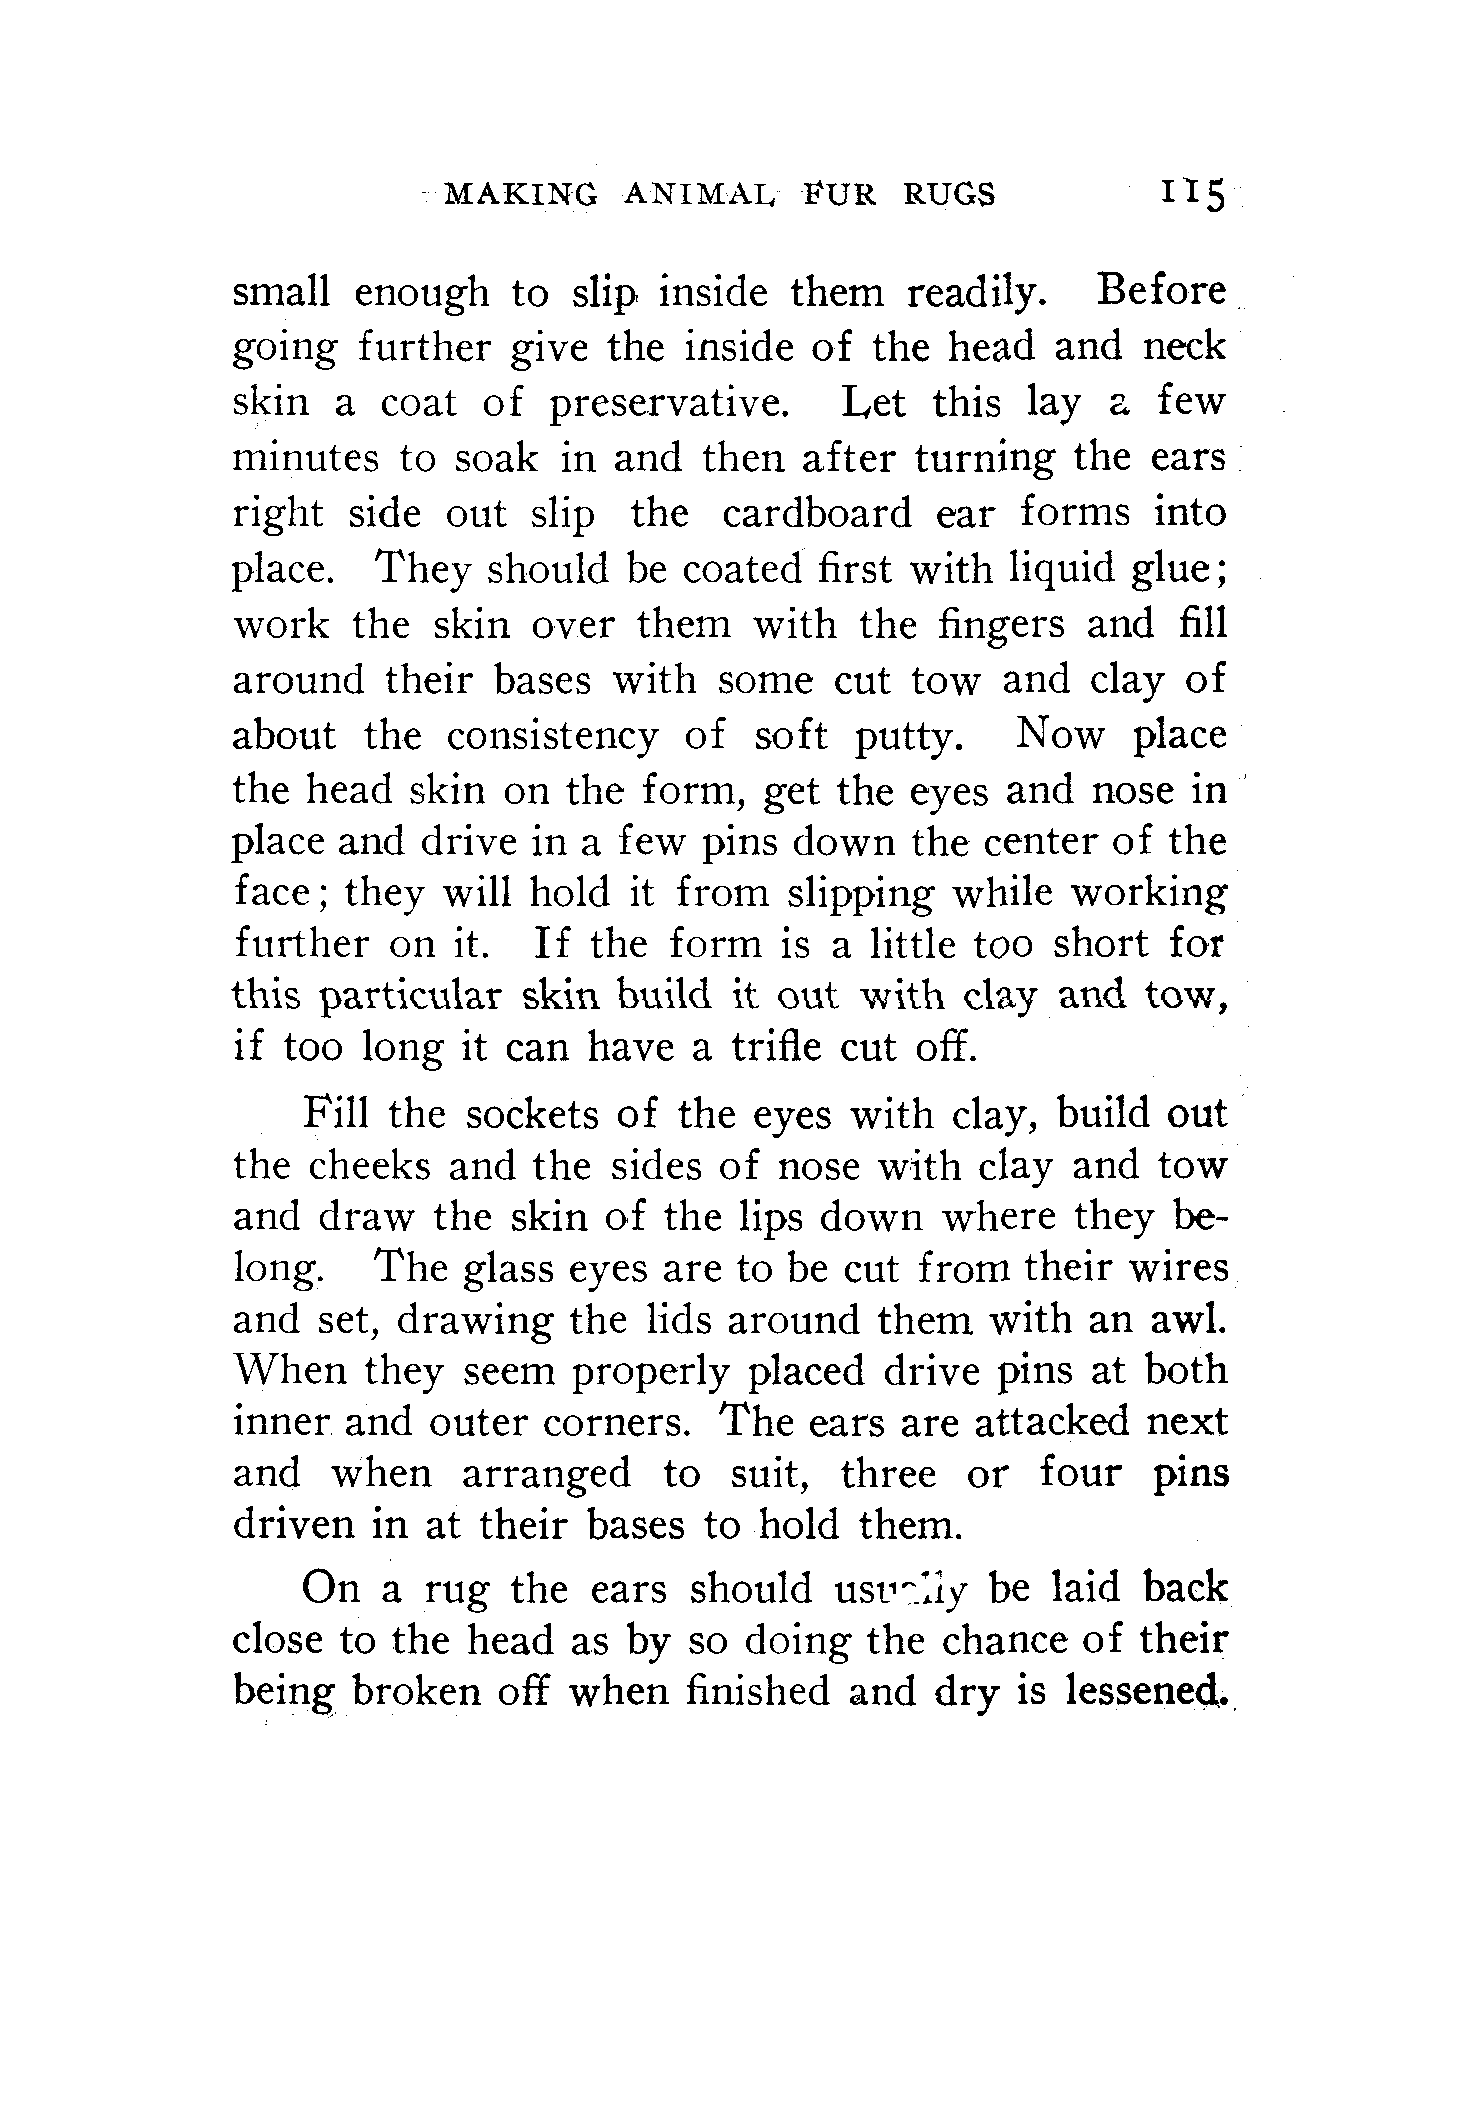 MAKING ANIMAL FUR RUGS 115
small enough to slip inside them readily. Before
going further give the inside of the head and neck
skin a coat of preservative. Let this lay a few
minutes to soak in and then after turning the ears
right side out slip the cardboard ear forms into
place. They should be coated first with liquid glue;
work the skin over them with the fingers and fill
around their bases with some cut tow and clay of
about the consistency of soft putty. Now place
the head skin on the form, get the eyes and nose in
place and drive in a few pins down the center of the
face; they will hold it from slipping while working
further on it. If the form is a little too short for
this particular skin build it out with clay and tow,
if too long it can have a trifle cut off.
Fill the sockets of the eyes with clay, build out
the cheeks and the sides of nose with clay and tow
and draw the skin of the lips down where they be-
long. The glass eyes are to be cut from their wires
and set, drawing the lids around them with an awl.
When they seem properly placed drive pins at both
inner and outer corners. The ears are attacked next
and when arranged to suit, three or four pins
driven in at their bases to hold them.
On a rug the ears should usually be laid back
close to the head as by so doing the chance of their
being broken off when finished and dry is lessened.